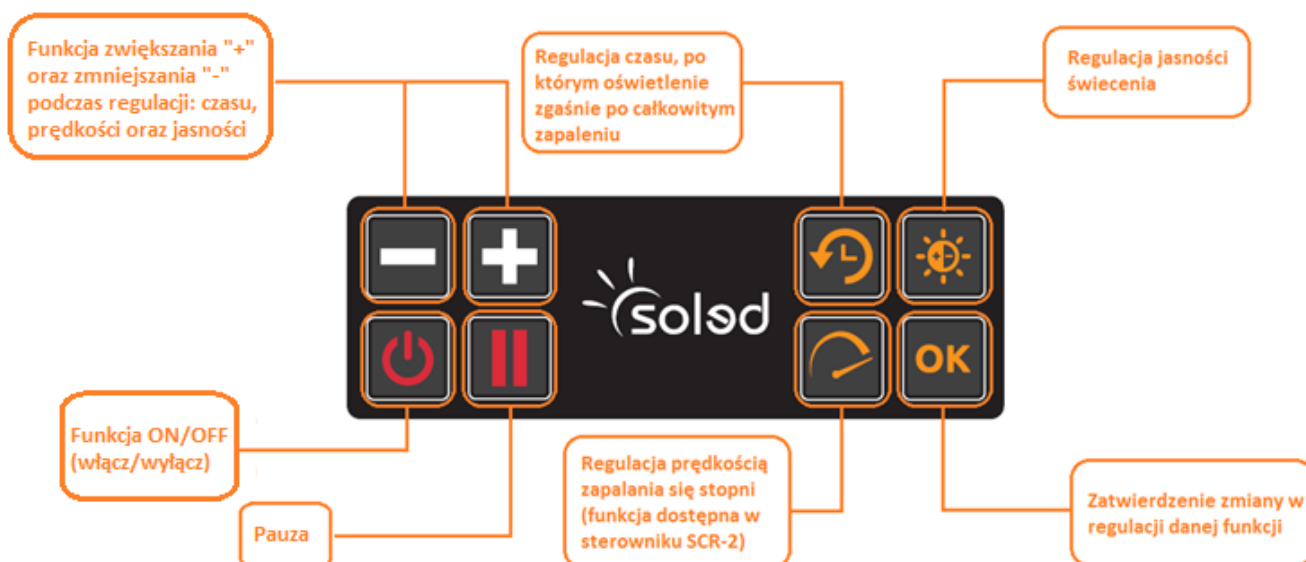 Funkcja zwiększania "+"
oraz zmniejszania "-"
podczas regulacji: czasu,
prędkości oraz jasności
Regulacja czasu, po
którym oświetlenie
zgaśnie po całkowitym
zapaleniu
Regulacja jasności
świecenia
soled
OK
Funkcja ON/OFF
(włącz/wyłącz)
Pauza
Regulacja prędkością
zapalania się stopni
(funkcja dostępna w
sterowniku SCR-2)
Zatwierdzenie zmiany w
regulacji danej funkcji